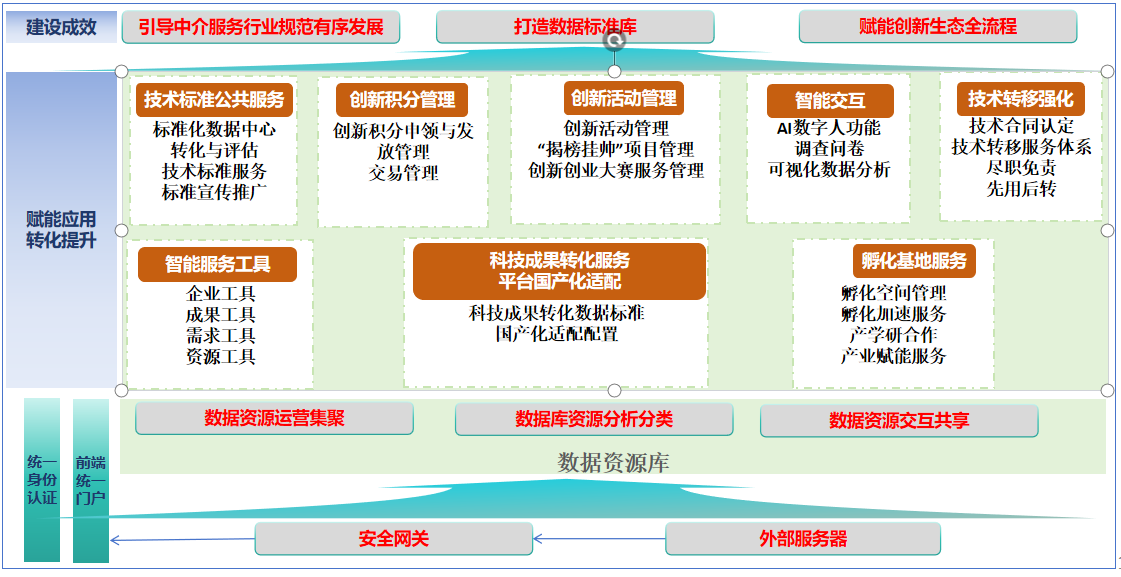 建设成效
引导中介服务行业规范有序发展
打造数据标准库
赋能创新生态全流程
赋能应用
转化提升
技术标准公共服务
标准化数据中心
转化与评估
技术标准服务
标准宣传推广
创新积分管理
创新积分申领与发
放管理
交易管理
创新活动管理
创新活动管理
“揭榜挂帅”项目管理
创新创业大赛服务管理
智能交互
AI数字人功能
调查问卷
可视化数据分析
技术转移强化
技术合同认定
技术转移服务体系
尽职免责
先用后转
智能服务工具
企业工具
成果工具
需求工具
资源工具
科技成果转化服务
平台国产化适配
科技成果转化数据标准
国产化适配配置
孵化基地服务
孵化空间管理
孵化加速服务
产学研合作
产业赋能服务
统一
身份
认证
前端
统一
门户
数据资源运营集聚
数据库资源分析分类
数据资源交互共享
数据资源库
安全网关
外部服务器